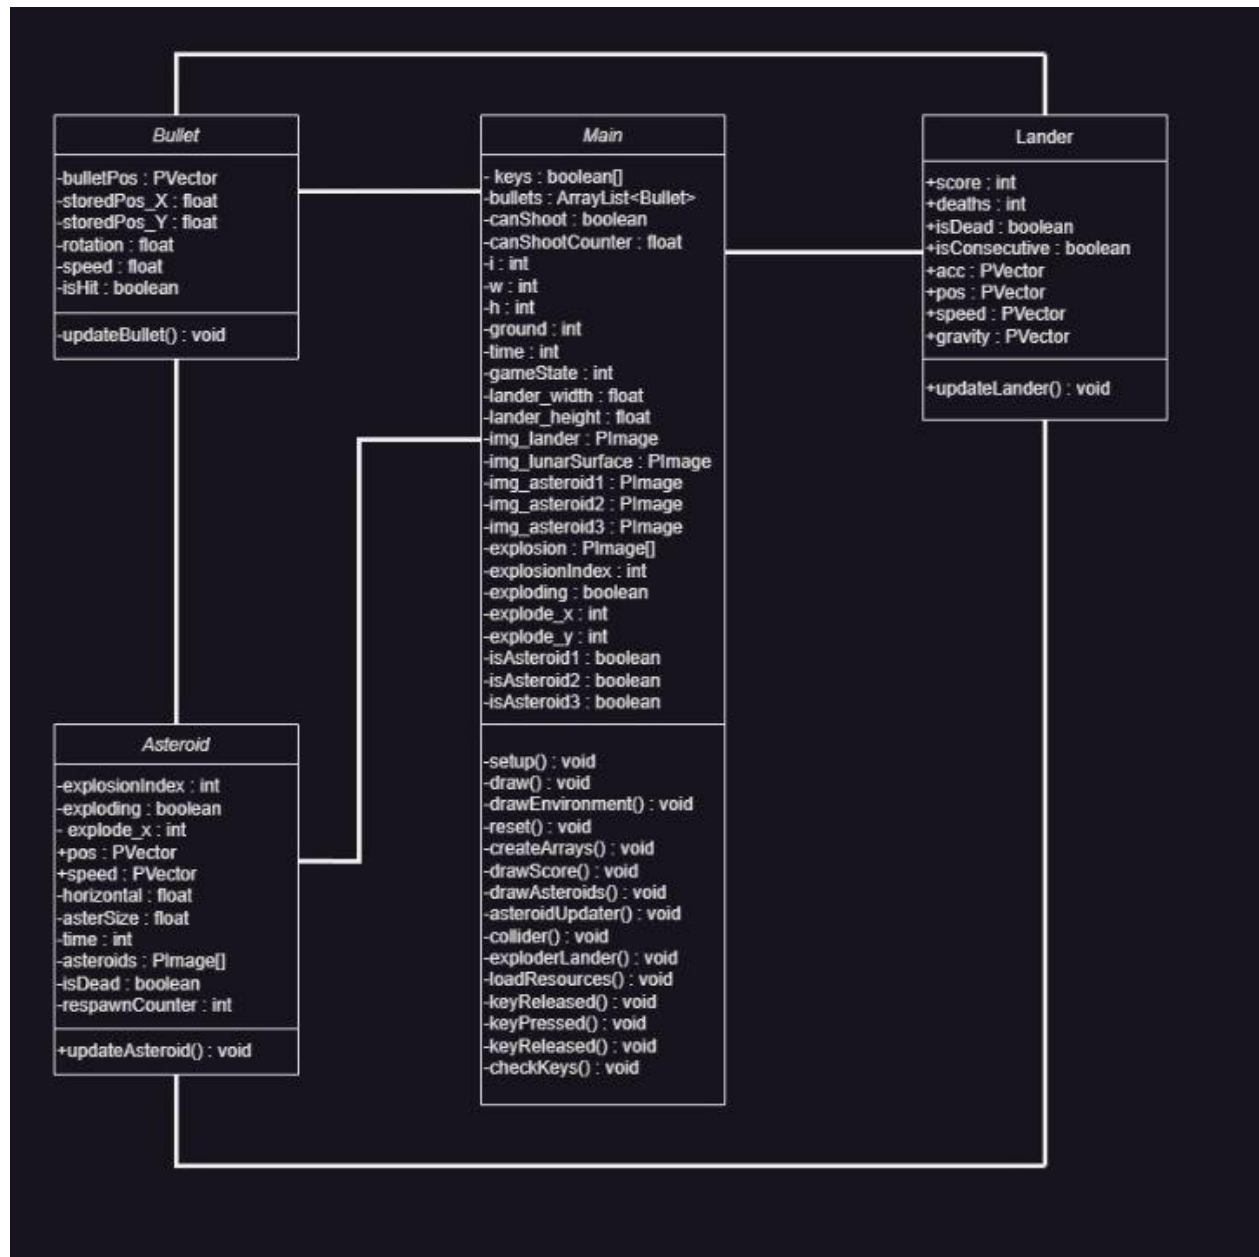 Bullet
-bulletPos : PVector
-storedPos_X : float
-storedPos_Y : float
-rotation : float
-speed : float
-isHit : boolean
-updateBullet() : void
Main
- keys : boolean[]
-bullets : ArrayList<Bullet>
-canShoot : boolean
-canShootCounter : float
-i : int
-w : int
-h : int
-ground : int
-time : int
-gameState : int
-lander_width : float
-lander_height : float
-img_lander : PImage
-img_lunarSurface : PImage
-img_asteroid1 : PImage
-img_asteroid2 : PImage
-img_asteroid3 : PImage
-explosion : PImage[]
-explosionIndex : int
-exploding : boolean
-explode_x : int
-explode_y : int
-isAsteroid1 : boolean
-isAsteroid2 : boolean
-isAsteroid3 : boolean
-setup() : void
-draw() : void
-drawEnvironment() : void
-reset() : void
-createArrays() : void
-drawScore() : void
-drawAsteroids() : void
-asteroidUpdater() : void
-collider() : void
-exploderLander() : void
-loadResources() : void
-keyReleased() : void
-keyPressed() : void
-keyReleased() : void
-checkKeys() : void
Lander
+score : int
+deaths : int
+isDead : boolean
+isConsecutive : boolean
+acc : PVector
+pos : PVector
+speed : PVector
+gravity : PVector
+updateLander() : void
Asteroid
-explosionIndex : int
-exploding : boolean
- explode_x : int
+pos : PVector
+speed : PVector
-horizontal : float
-asterSize : float
-time : int
-asteroids : PImage[]
-isDead : boolean
-respawnCounter : int
+updateAsteroid() : void